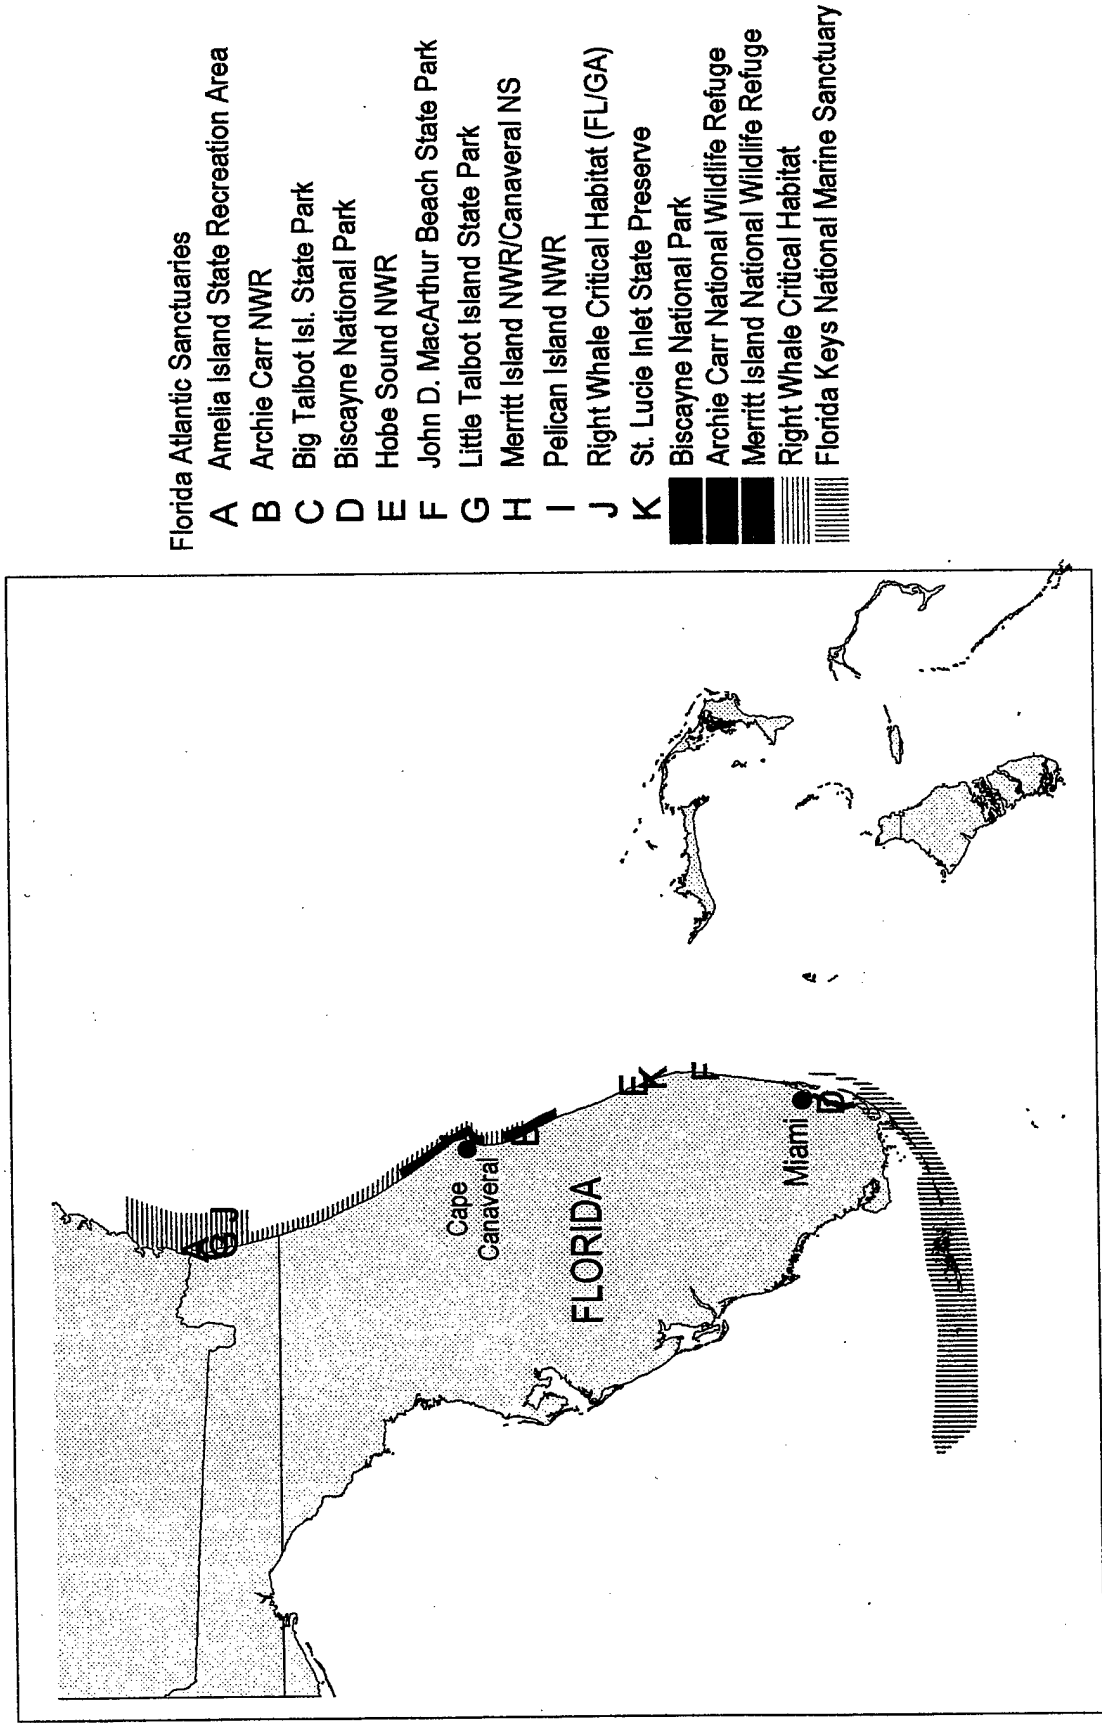 Florida Atlantic Sanctuaries
A Amelia Island State Recreation Area
B Archie Carr NWR
C Big Talbot Isl. State Park
D Biscayne National Park
E Hobe Sound NWR
F John D. MacArthur Beach State Park
G Little Talbot Island State Park
H Merritt Island NWR/Canaveral NS
I Pelican Island NWR
J Right Whale Critical Habitat (FL/GA)
K St. Lucie Inlet State Preserve
Biscayne National Park
Archie Carr National Wildlife Refuge
Merritt Island National Wildlife Refuge
Right Whale Critical Habitat
Florida Keys National Marine Sanctuary
A
G J
Cape
Canaveral
B
FLORIDA
E
K
F
Miami
D